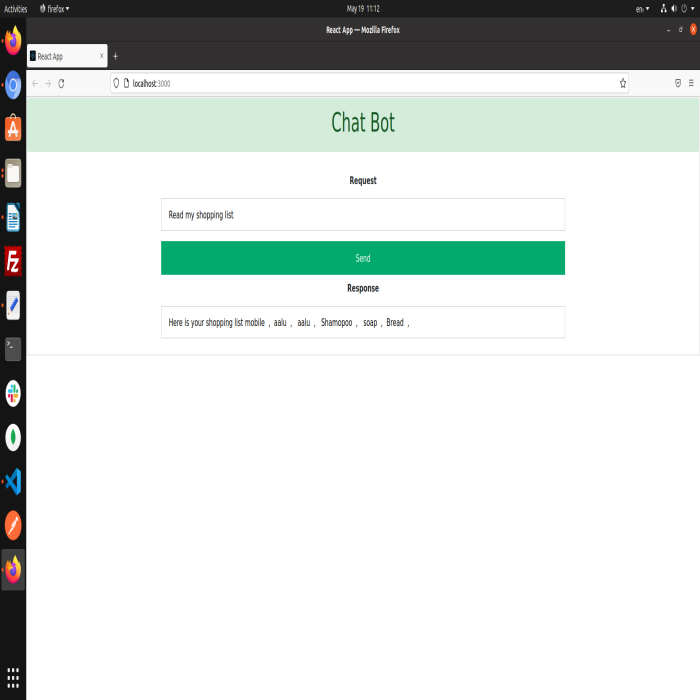 Activities Firefox May 19 11:12 en₁
React App — Mozilla Firefox
React App x +
localhost:3000
Chat Bot
Request
Read my shopping list
Send
Response
Here is your shopping list mobile , aalu , aalu , Shamopoo , soap , Bread ,